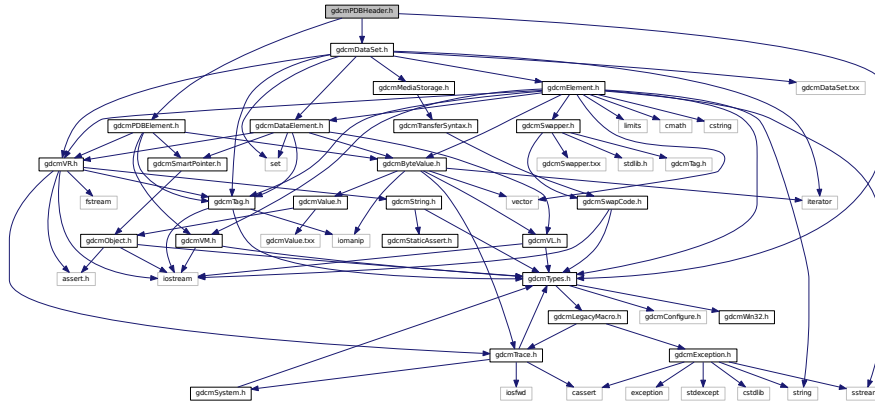 gdcmPDBHeader.h
gdcmDataSet.h
gdcmMediaStorage.h
gdcmElement.h
gdcmDataSet.txx
gdcmPDBElement.h
gdcmDataElement.h
gdcmTransferSyntax.h
gdcmSwapper.h
limits
cmath
cstring
gdcmVR.h
gdcmSmartPointer.h
set
gdcmByteValue.h
gdcmSwapper.txx
stdlib.h
gdcmTag.h
fstream
gdcmTag.h
gdcmValue.h
gdcmString.h
vector
gdcmSwapCode.h
iterator
gdcmObject.h
gdcmVM.h
gdcmValue.txx
iomanip
gdcmStaticAssert.h
gdcmVL.h
assert.h
iostream
gdcmTypes.h
gdcmLegacyMacro.h
gdcmConfigure.h
gdcmWin32.h
gdcmTrace.h
gdcmException.h
gdcmSystem.h
iosfwd
cassert
exception
stdexcept
cstdlib
string
sstream